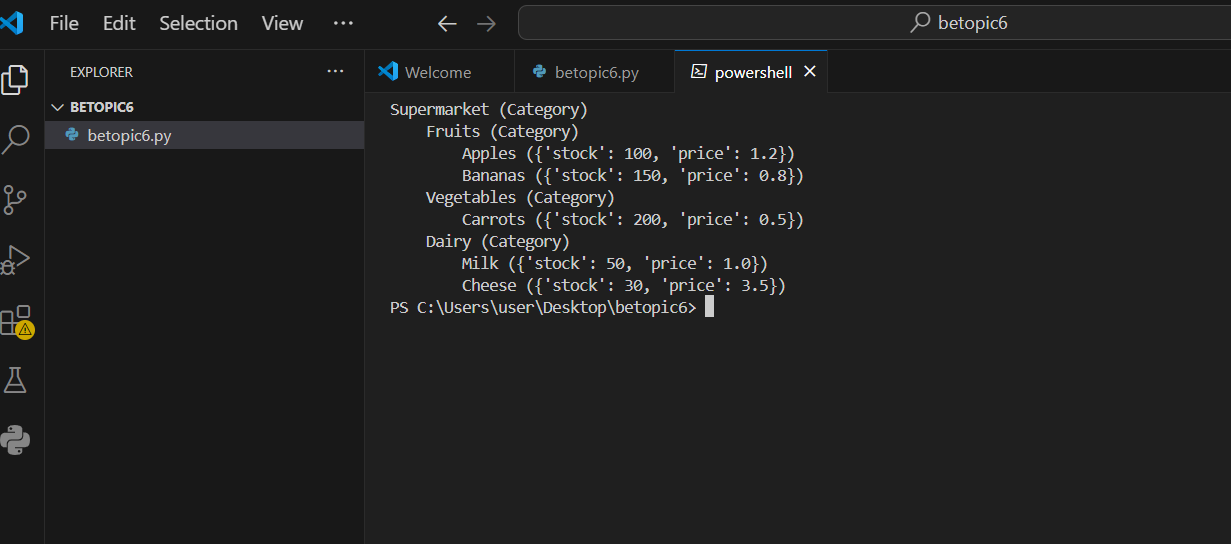 File Edit Selection View ···
betopic6
EXPLORER ···
Welcome betopic6.py powershell
BETOPIC6
betopic6.py
Supermarket (Category)
    Fruits (Category)
        Apples ({'stock': 100, 'price': 1.2})
        Bananas ({'stock': 150, 'price': 0.8})
    Vegetables (Category)
        Carrots ({'stock': 200, 'price': 0.5})
    Dairy (Category)
        Milk ({'stock': 50, 'price': 1.0})
        Cheese ({'stock': 30, 'price': 3.5})
PS C:\Users\user\Desktop\betopic6>